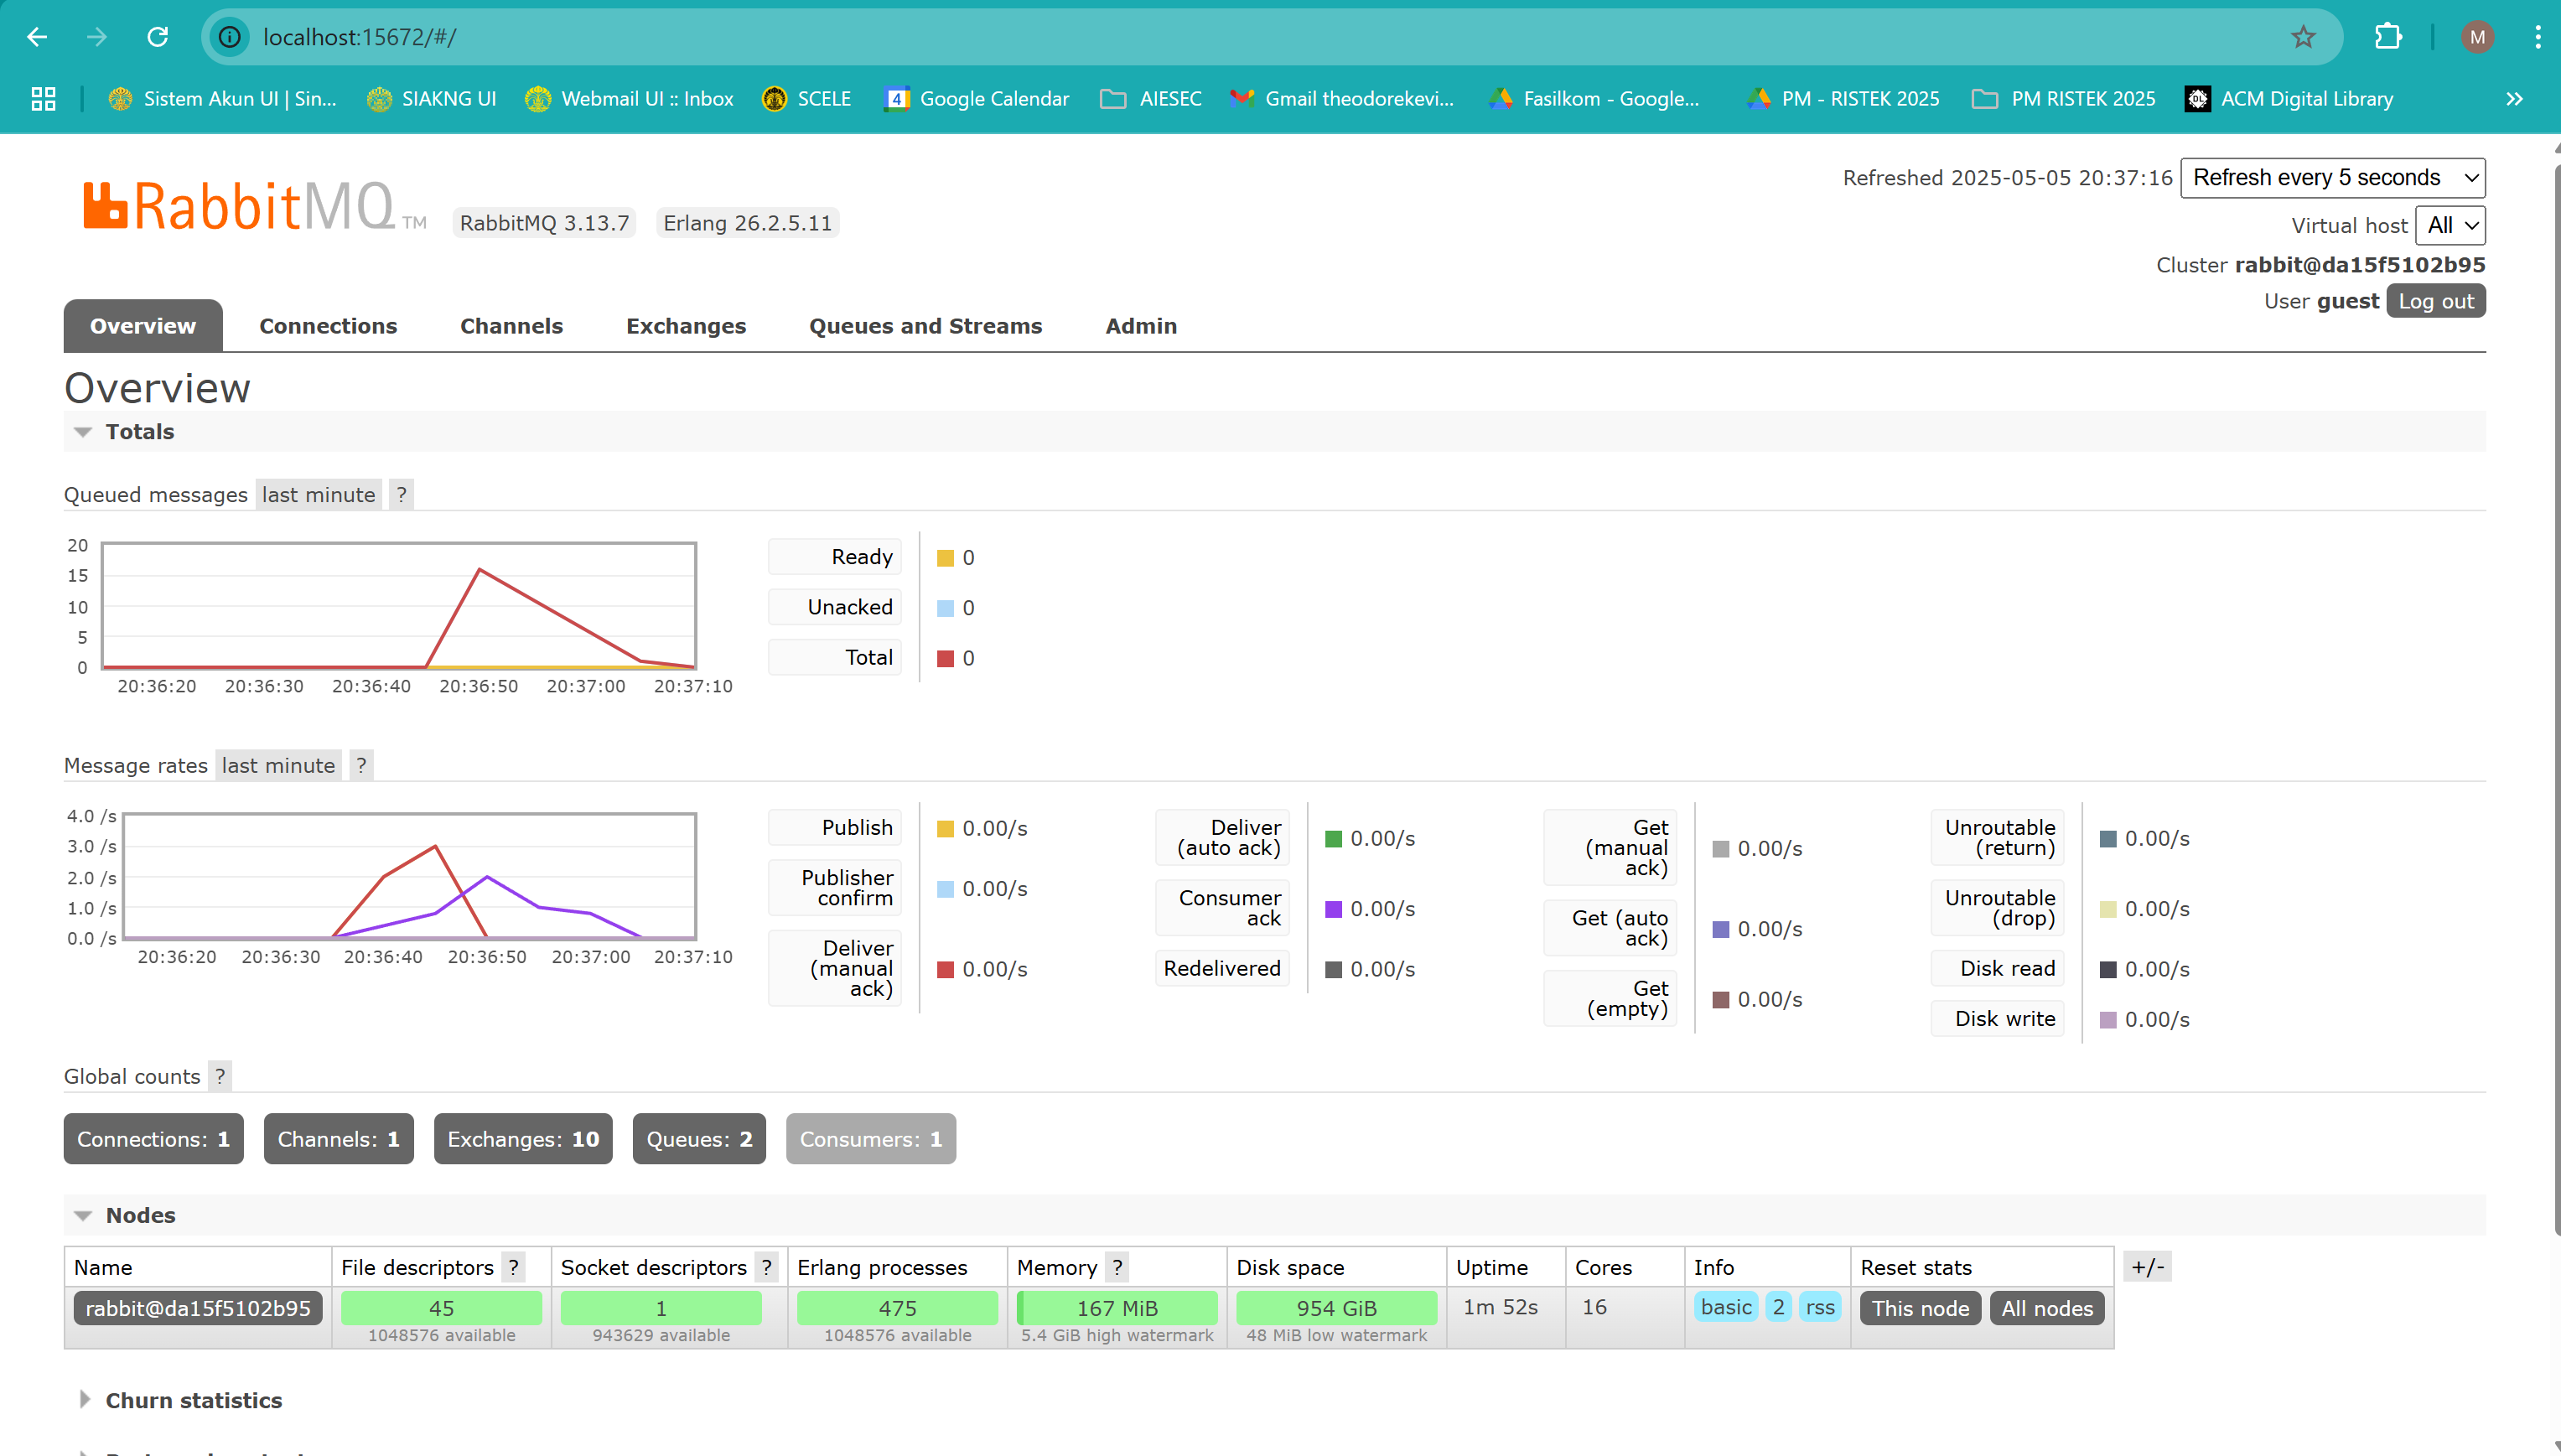 localhost:15672/#/
M
Sistem Akun UI | Sin... SIAKNG UI Webmail UI :: Inbox SCELE 4 Google Calendar AIESEC Gmail theodorekevi... Fasilkom - Google... PM - RISTEK 2025 PM RISTEK 2025 ACM Digital Library
RabbitMQ TM RabbitMQ 3.13.7 Erlang 26.2.5.11
Refreshed 2025-05-05 20:37:16 Refresh every 5 seconds
Virtual host All
Cluster rabbit@da15f5102b95
User guest Log out
Overview Connections Channels Exchanges Queues and Streams Admin
Overview
Totals
Queued messages last minute ?
20
15
10
5
0
20:36:20 20:36:30 20:36:40 20:36:50 20:37:00 20:37:10
Ready 0
Unacked 0
Total 0
Message rates last minute ?
4.0 /s
3.0 /s
2.0 /s
1.0 /s
0.0 /s
20:36:20 20:36:30 20:36:40 20:36:50 20:37:00 20:37:10
Publish 0.00/s
Publisher
confirm 0.00/s
Deliver
(manual
ack) 0.00/s
Deliver
(auto ack) 0.00/s
Consumer
ack 0.00/s
Redelivered 0.00/s
Get
(manual
ack) 0.00/s
Get (auto
ack) 0.00/s
Get
(empty) 0.00/s
Unroutable
(return) 0.00/s
Unroutable
(drop) 0.00/s
Disk read 0.00/s
Disk write 0.00/s
Global counts ?
Connections: 1 Channels: 1 Exchanges: 10 Queues: 2 Consumers: 1
Nodes
Name File descriptors ? Socket descriptors ? Erlang processes Memory ? Disk space Uptime Cores Info Reset stats +/-
rabbit@da15f5102b95 45 1 475 167 MiB 954 GiB 1m 52s 16 basic 2 rss This node All nodes
1048576 available 943629 available 1048576 available 5.4 GiB high watermark 48 MiB low watermark
Churn statistics